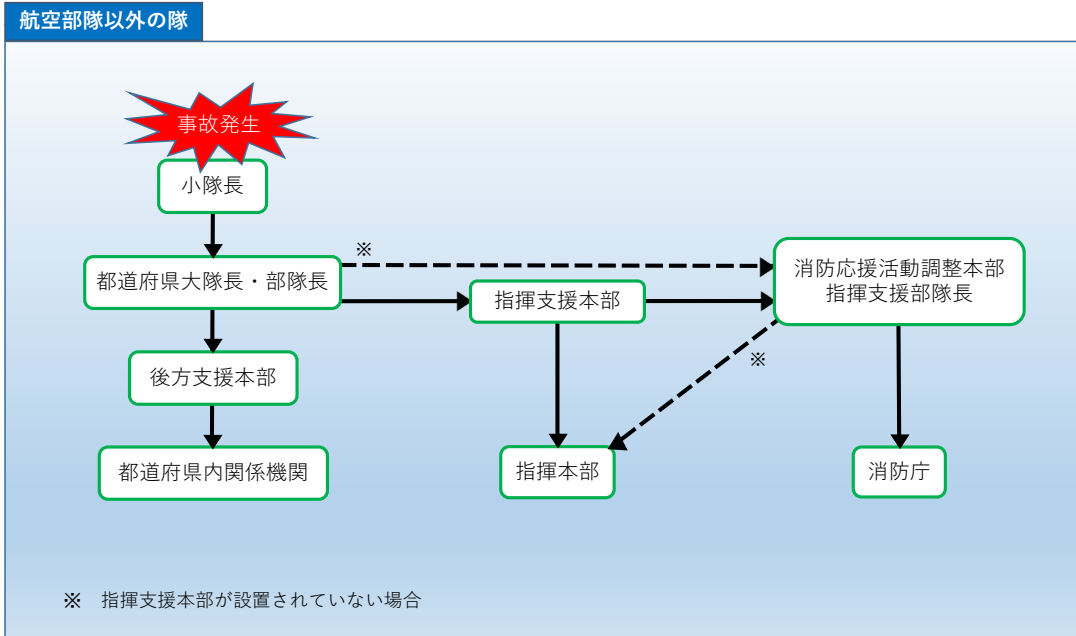 航空部隊以外の隊
事故発生
小隊長
※
都道府県大隊長・部隊長
指揮支援本部
消防応援活動調整本部
指揮支援部隊長
※
後方支援本部
都道府県内関係機関
指揮本部
消防庁
※　指揮支援本部が設置されていない場合